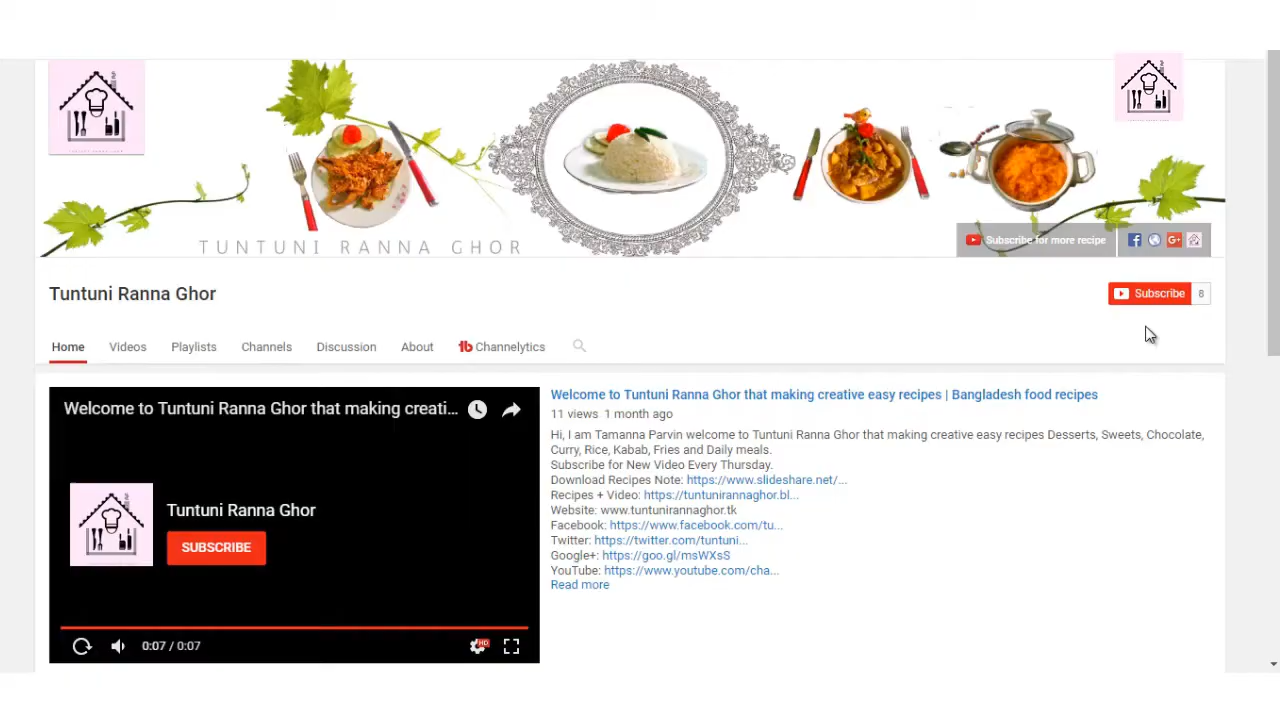 TUNTUNI RANNA GHOR
Subscribe for more recipe
Tuntuni Ranna Ghor
Subscribe 8
Home Videos Playlists Channels Discussion About Channelytics
Welcome to Tuntuni Ranna Ghor that making creati...
Tuntuni Ranna Ghor
SUBSCRIBE
0:07 / 0:07
HD
Welcome to Tuntuni Ranna Ghor that making creative easy recipes | Bangladesh food recipes
11 views 1 month ago
Hi, I am Tamanna Parvin welcome to Tuntuni Ranna Ghor that making creative easy recipes Desserts, Sweets, Chocolate,
Curry, Rice, Kabab, Fries and Daily meals.
Subscribe for New Video Every Thursday.
Download Recipes Note: https://www.slideshare.net/...
Recipes + Video: https://tuntunirannaghor.bl...
Website: www.tuntunirannaghor.tk
Facebook: https://www.facebook.com/tu...
Twitter: https://twitter.com/tuntuni...
Google+: https://goo.gl/msWXsS
YouTube: https://www.youtube.com/cha...
Read more